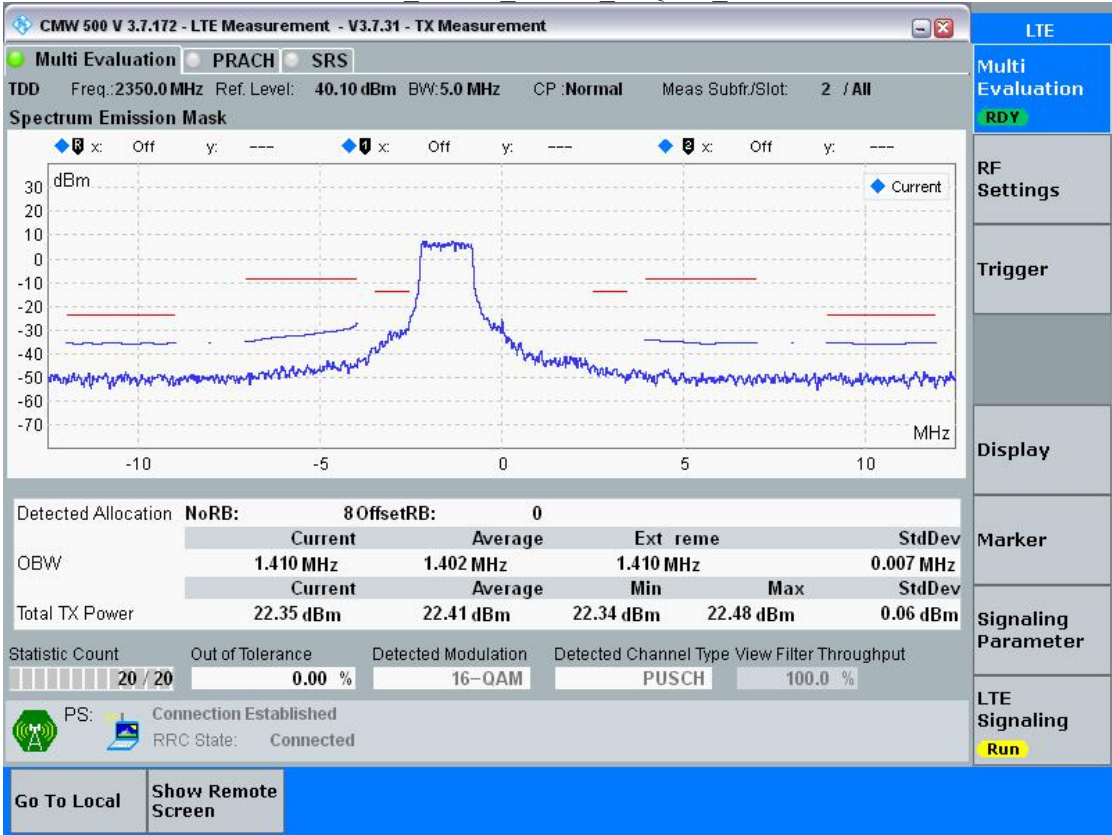 CMW 500 V 3.7.172 - LTE Measurement - V3.7.31 - TX Measurement
LTE
Multi Evaluation PRACH SRS
TDD Freq.:2350.0 MHz Ref. Level: 40.10 dBm BW:5.0 MHz CP :Normal Meas Subfr./Slot: 2 / All
Spectrum Emission Mask
R x: Off y: --- 1 x: Off y: --- 2 x: Off y: ---
dBm
Current
30
20
10
0
-10
-20
-30
-40
-50
-60
-70
MHz
-10 -5 0 5 10
Detected Allocation NoRB: 8 OffsetRB: 0
Current Average Ext reme StdDev
OBW 1.410 MHz 1.402 MHz 1.410 MHz 0.007 MHz
Current Average Min Max StdDev
Total TX Power 22.35 dBm 22.41 dBm 22.34 dBm 22.48 dBm 0.06 dBm
Statistic Count Out of Tolerance Detected Modulation Detected Channel Type View Filter Throughput
20 / 20 0.00 % 16-QAM PUSCH 100.0 %
PS: Connection Established
RRC State: Connected
Multi
Evaluation
RDY
RF
Settings
Trigger
Display
Marker
Signaling
Parameter
LTE
Signaling
Run
Go To Local
Show Remote
Screen